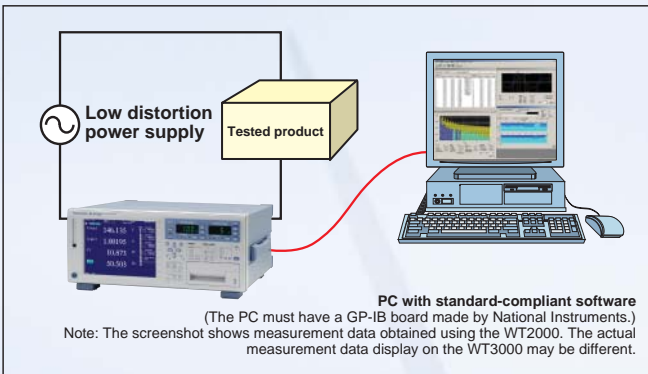 Low distortion
power supply
Tested product
PC with standard-compliant software
(The PC must have a GP-IB board made by National Instruments.)
Note: The screenshot shows measurement data obtained using the WT2000. The actual
measurement data display on the WT3000 may be different.